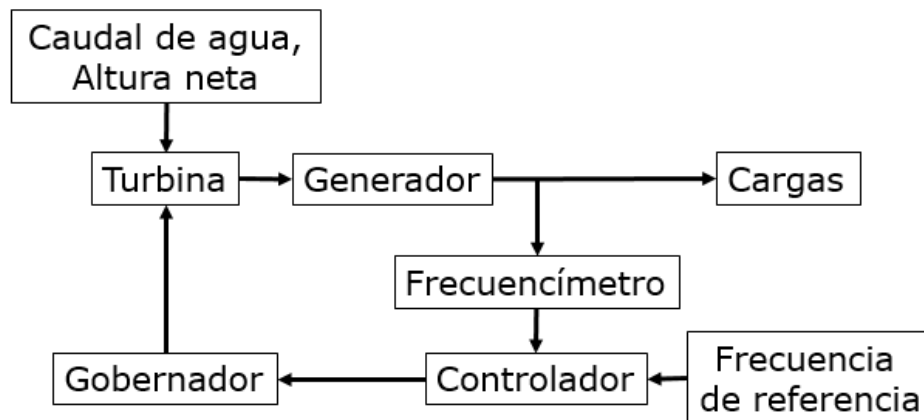 Caudal de agua,
Altura neta
Turbina
Generador
Cargas
Frecuencímetro
Gobernador
Controlador
Frecuencia
de referencia